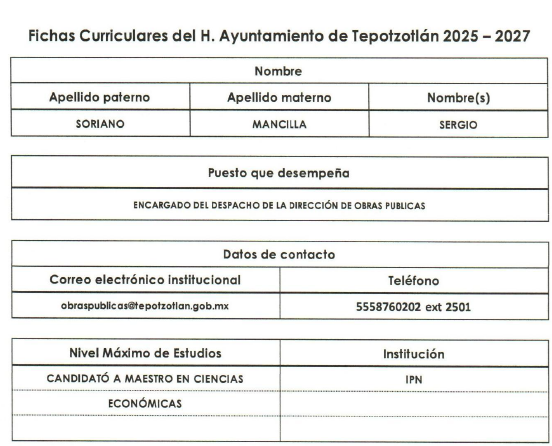 Fichas Curriculares del H. Ayuntamiento de Tepotzotlán 2025 – 2027
Nombre
Apellido paterno Apellido materno Nombre(s)
SORIANO MANCILLA SERGIO
Puesto que desempeña
ENCARGADO DEL DESPACHO DE LA DIRECCIÓN DE OBRAS PUBLICAS
Datos de contacto
Correo electrónico institucional Teléfono
obraspublicas@tepotzotlan.gob.mx 5558760202 ext 2501
Nivel Máximo de Estudios Institución
CANDIDATÓ A MAESTRO EN CIENCIAS IPN
ECONÓMICAS